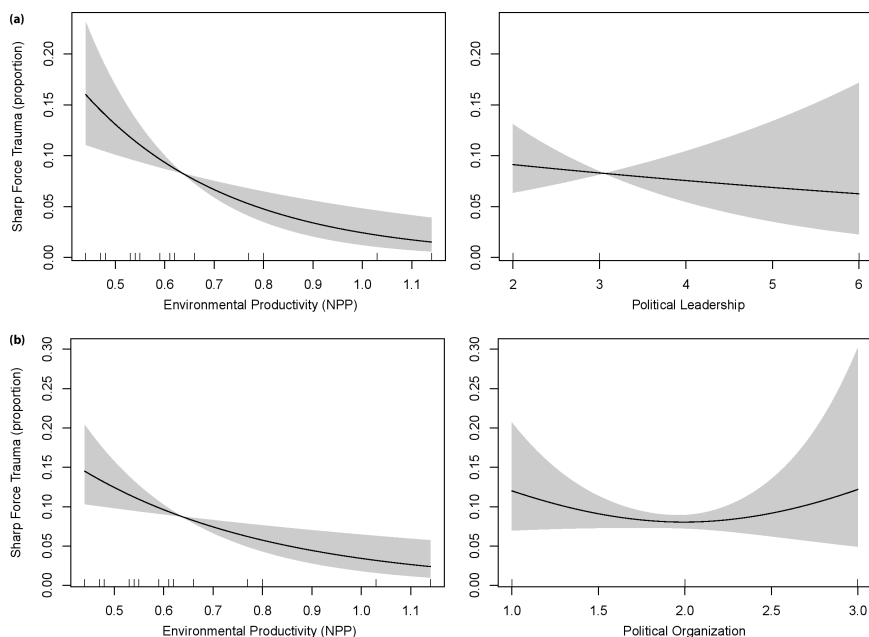 (a)
Sharp Force Trauma (proportion)
0.00 0.05 0.10 0.15 0.20
0.5 0.6 0.7 0.8 0.9 1.0 1.1
Environmental Productivity (NPP)
0.00 0.05 0.10 0.15 0.20
2 3 4 5 6
Political Leadership
(b)
Sharp Force Trauma (proportion)
0.00 0.05 0.10 0.15 0.20 0.25 0.30
0.5 0.6 0.7 0.8 0.9 1.0 1.1
Environmental Productivity (NPP)
0.00 0.05 0.10 0.15 0.20 0.25 0.30
1.0 1.5 2.0 2.5 3.0
Political Organization